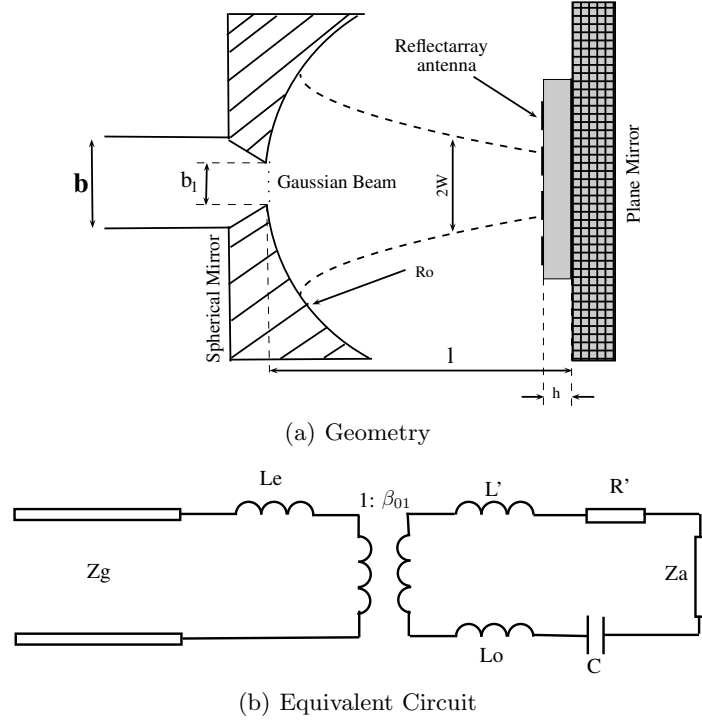 Reflectarray
antenna
b
b1
Gaussian Beam
2W
Plane Mirror
Spherical Mirror
Ro
l
h
(a) Geometry
Le
1: β01
L'
R'
Zg
Za
Lo
C
(b) Equivalent Circuit